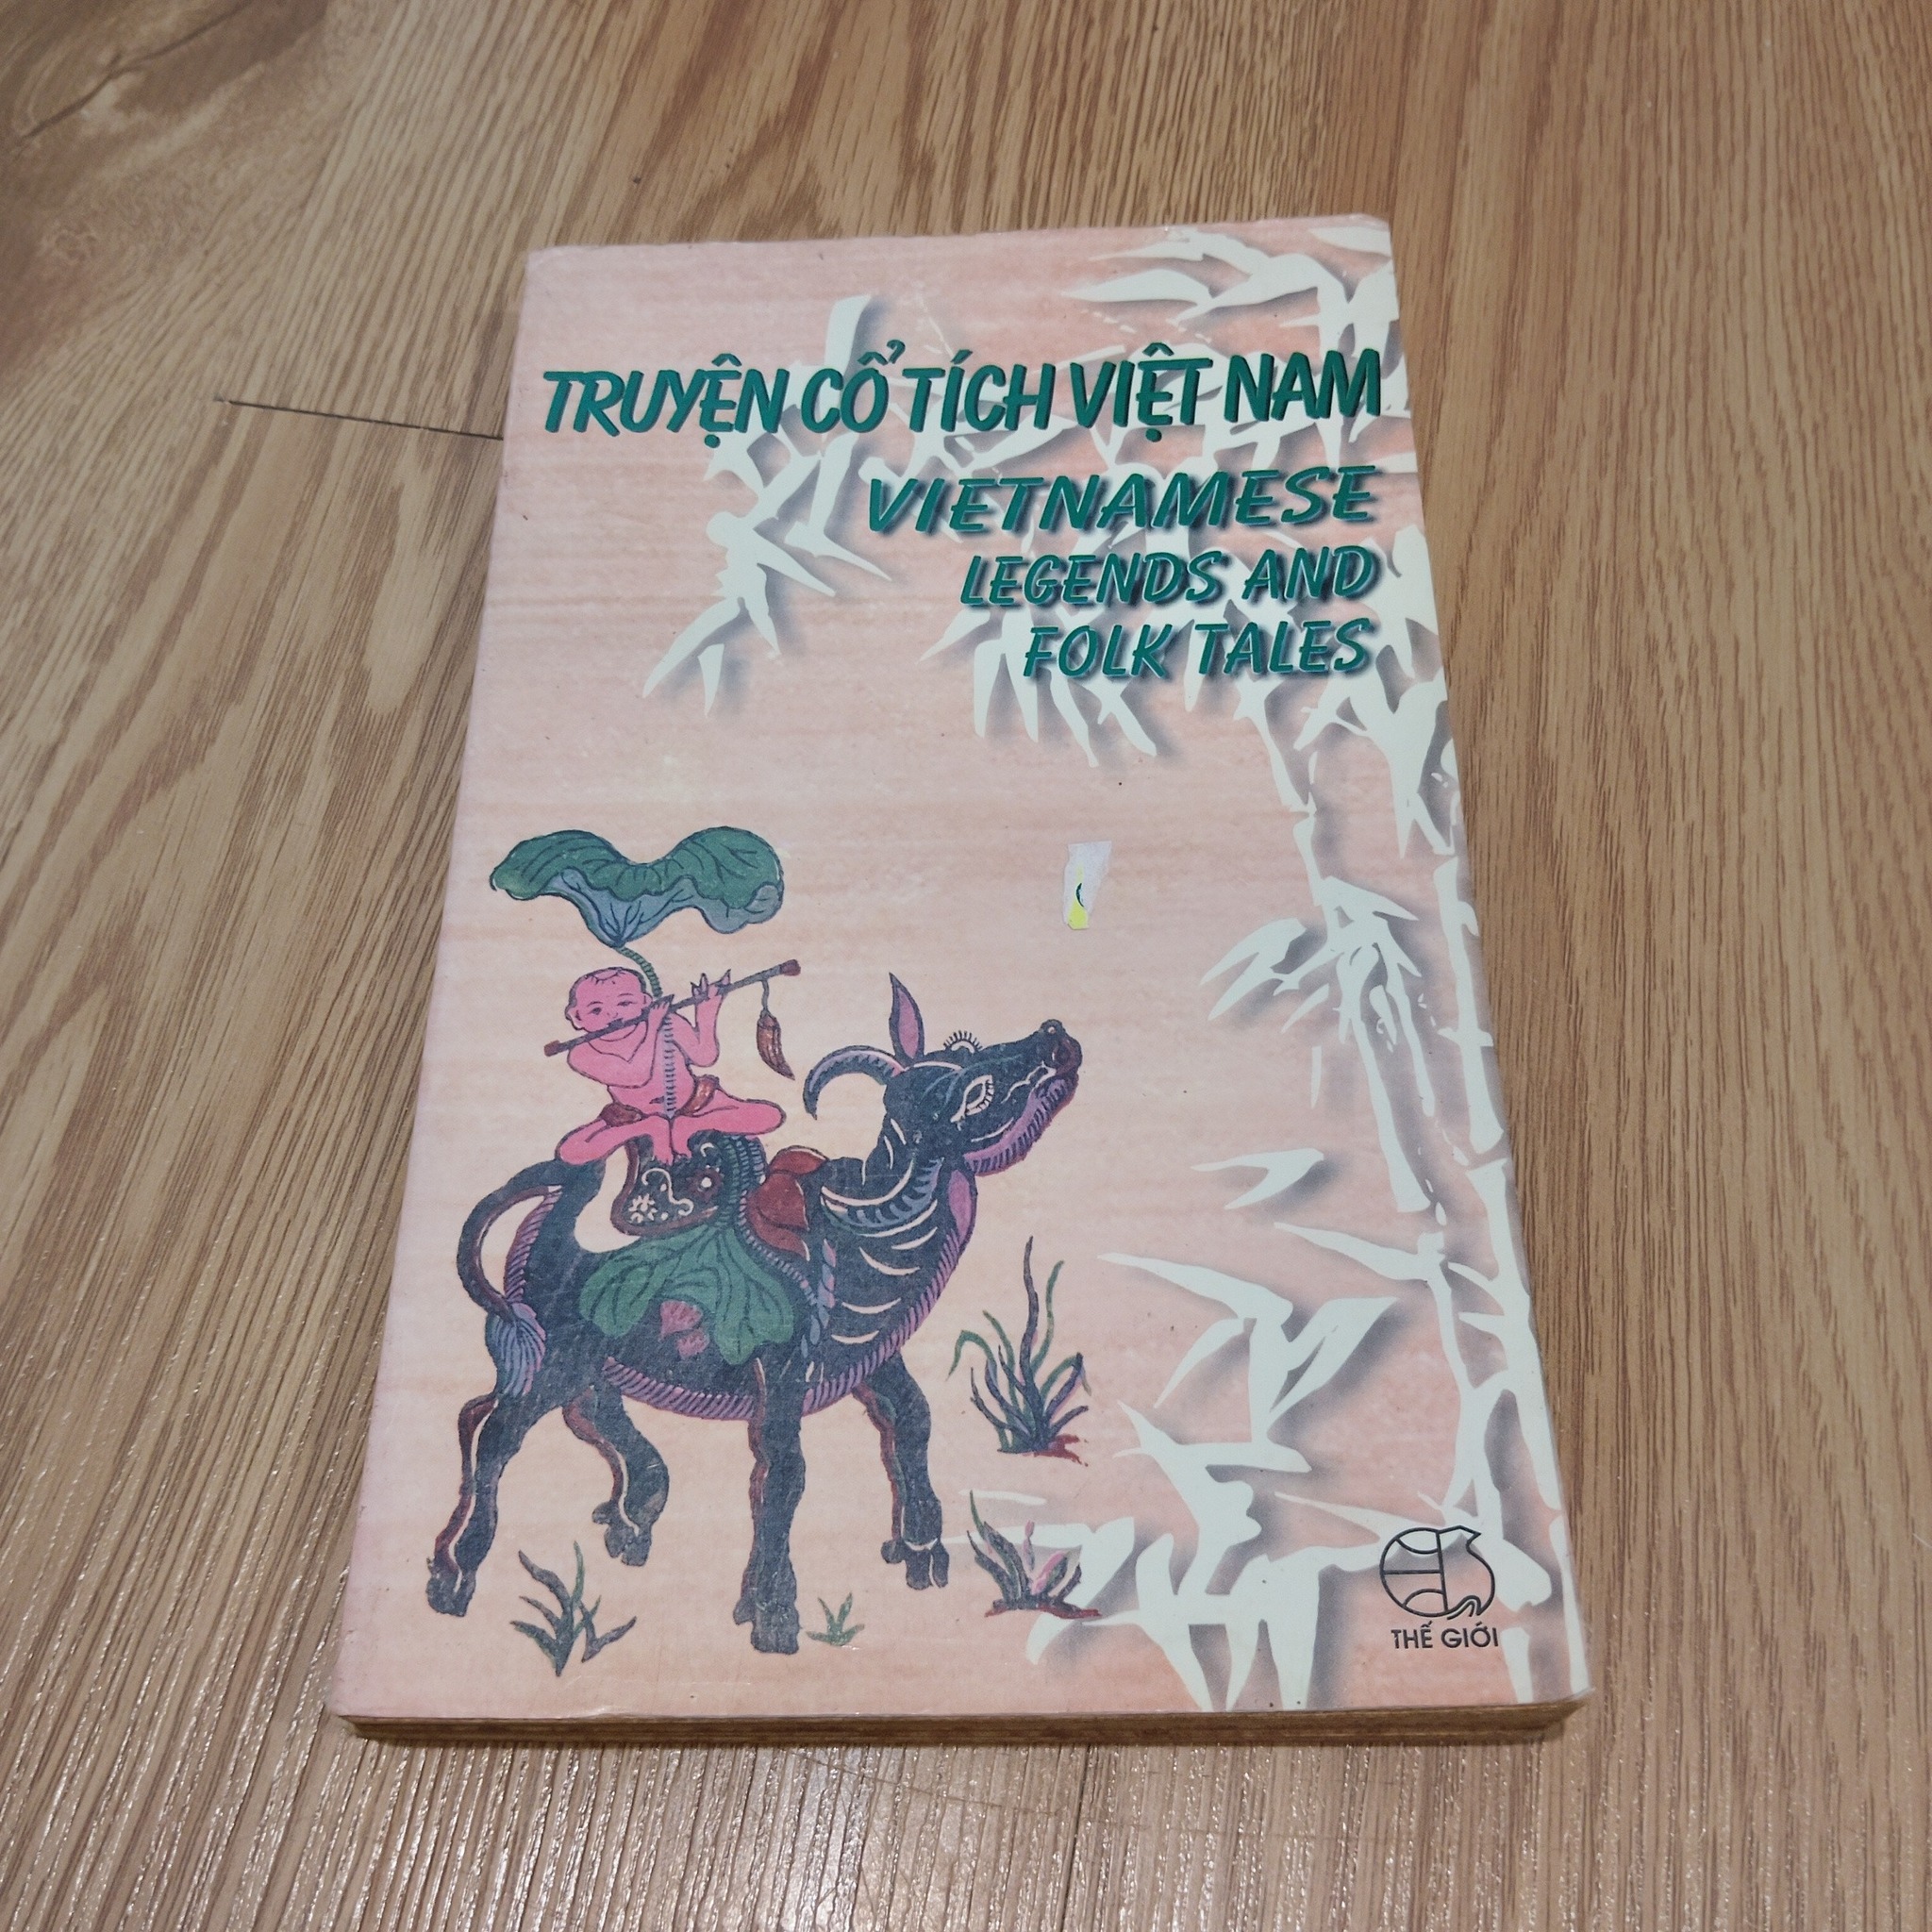 TRUYỆN CỔ TÍCH VIỆT NAM
VIETNAMESE
LEGENDS AND
FOLK TALES
THẾ GIỚI